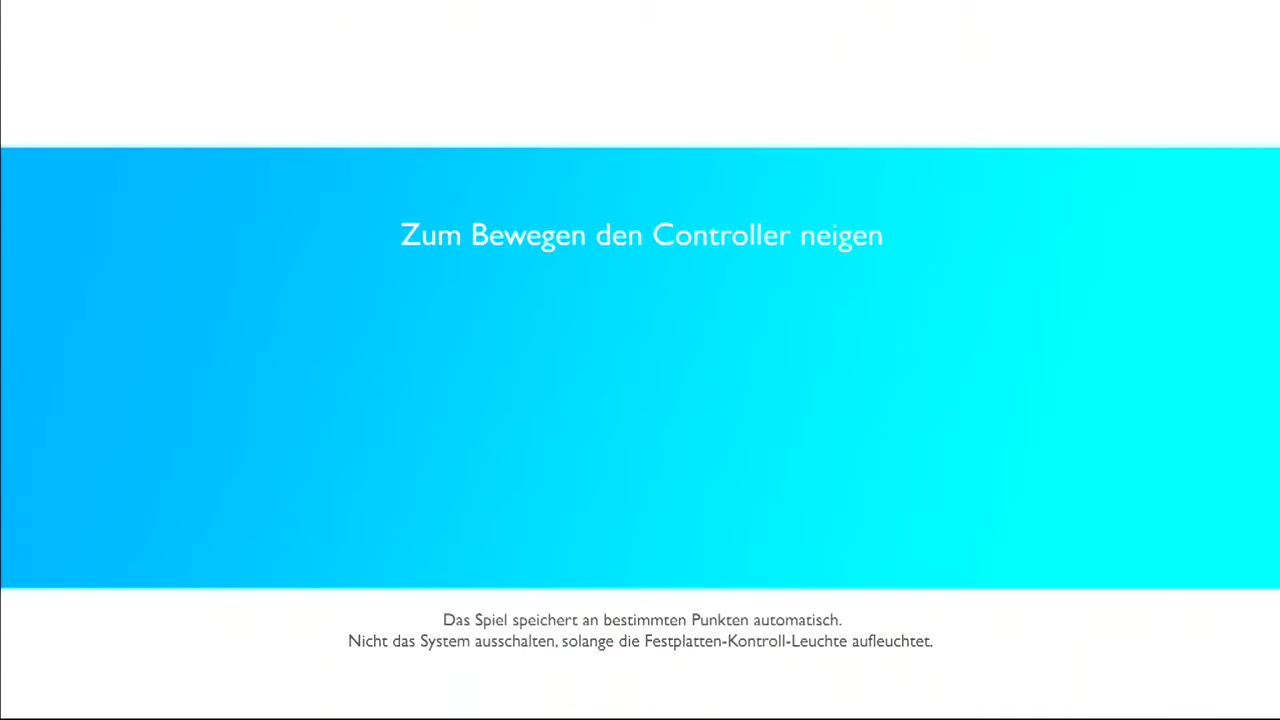 Zum Bewegen den Controller neigen
Das Spiel speichert an bestimmten Punkten automatisch.
Nicht das System ausschalten, solange die Festplatten-Kontroll-Leuchte aufleuchtet.